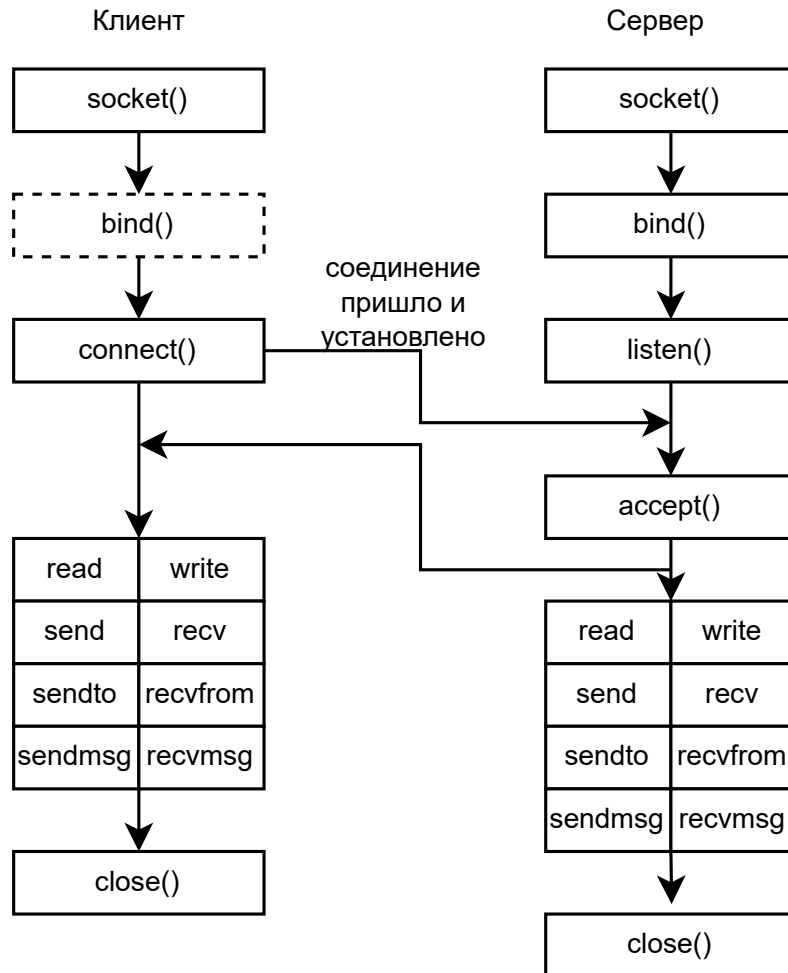 Клиент
Сервер
socket()
socket()
bind()
bind()
соединение
пришло и
установлено
connect()
listen()
accept()
read write
send recv
sendto recvfrom
sendmsg recvmsg
read write
send recv
sendto recvfrom
sendmsg recvmsg
close()
close()